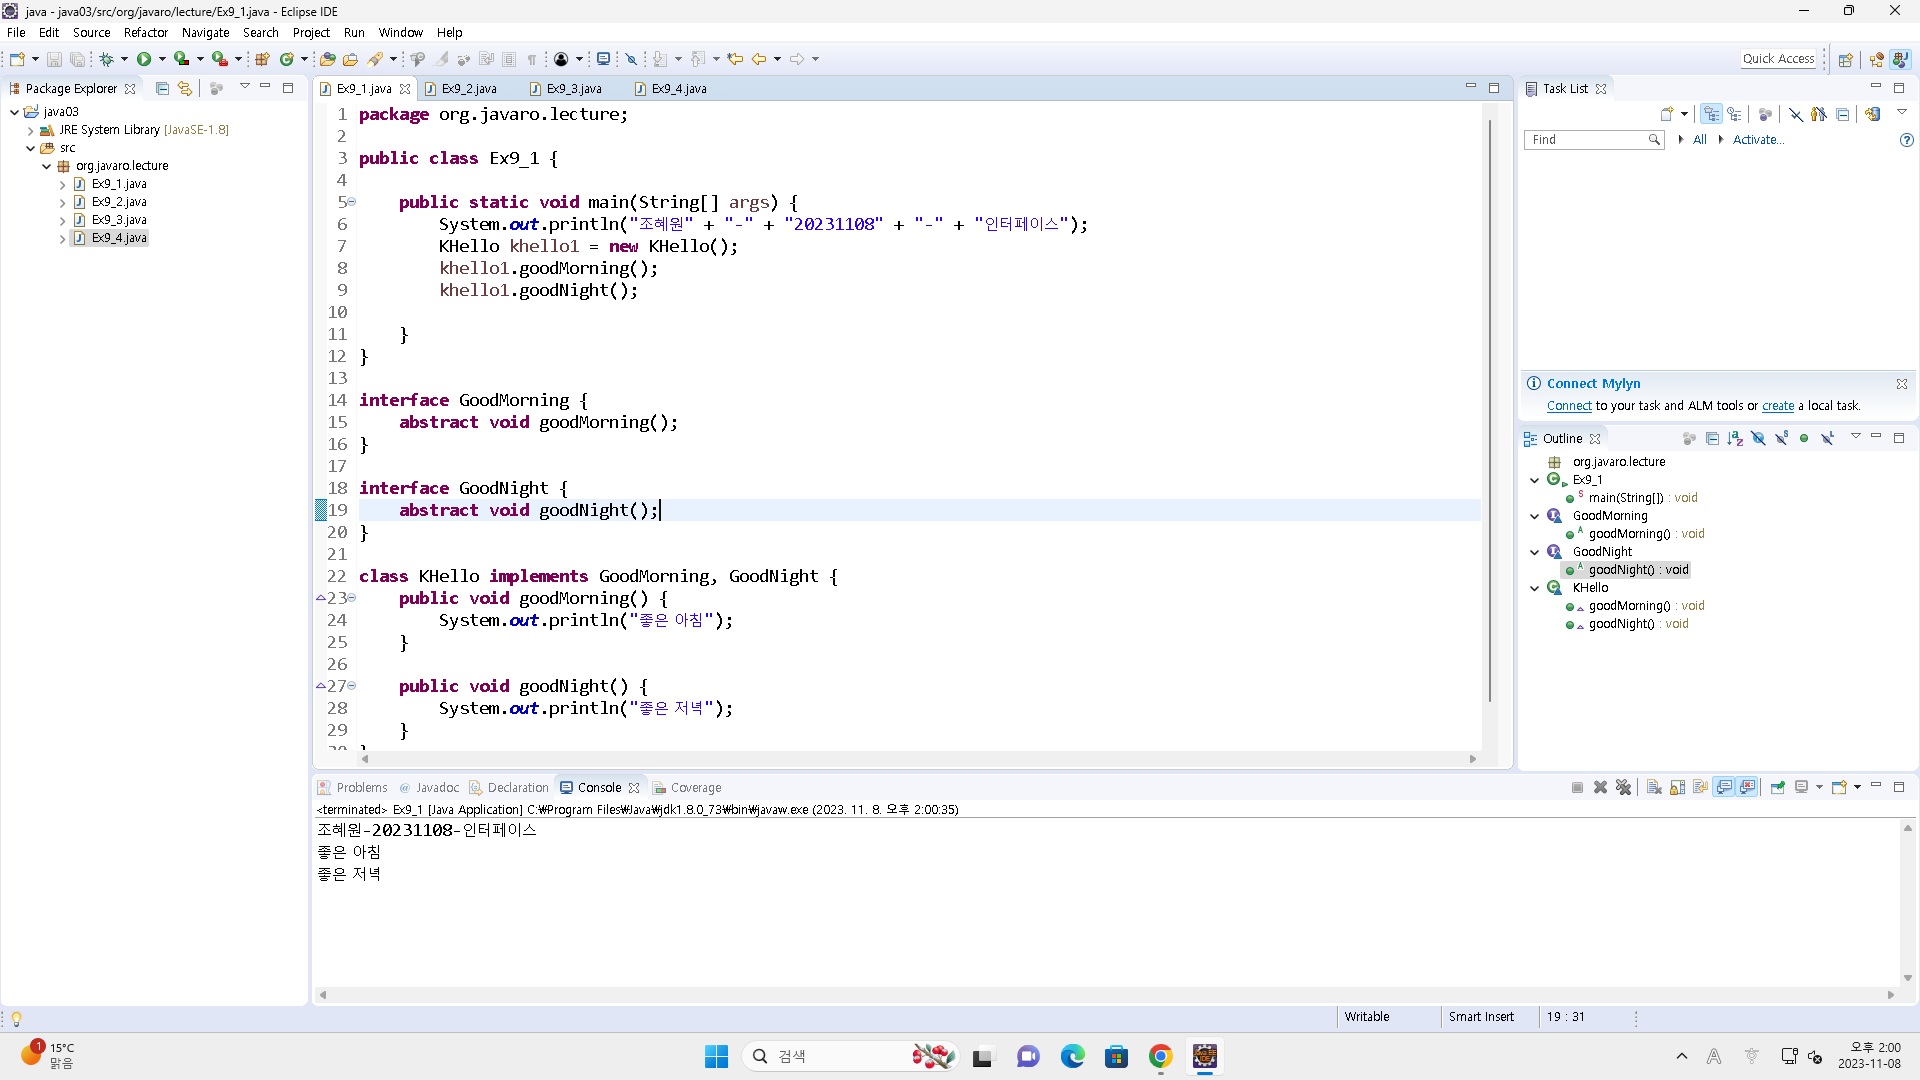 java - java03/src/org/javaro/lecture/Ex9_1.java - Eclipse IDE
File Edit Source Refactor Navigate Search Project Run Window Help
Quick Access
Package Explorer
java03
JRE System Library [JavaSE-1.8]
src
org.javaro.lecture
Ex9_1.java
Ex9_2.java
Ex9_3.java
Ex9_4.java
Ex9_1.java Ex9_2.java Ex9_3.java Ex9_4.java
1 package org.javaro.lecture;
2
3 public class Ex9_1 {
4
5 public static void main(String[] args) {
6 System.out.println("조혜원" + "-" + "20231108" + "-" + "인터페이스");
7 KHello khello1 = new KHello();
8 khello1.goodMorning();
9 khello1.goodNight();
10
11 }
12 }
13
14 interface GoodMorning {
15 abstract void goodMorning();
16 }
17
18 interface GoodNight {
19 abstract void goodNight();
20 }
21
22 class KHello implements GoodMorning, GoodNight {
23 public void goodMorning() {
24 System.out.println("좋은 아침");
25 }
26
27 public void goodNight() {
28 System.out.println("좋은 저녁");
29 }
Task List
Find All Activate...
Connect Mylyn
Connect to your task and ALM tools or create a local task.
Outline
org.javaro.lecture
Ex9_1
main(String[]) : void
GoodMorning
goodMorning() : void
GoodNight
goodNight() : void
KHello
goodMorning() : void
goodNight() : void
Problems @ Javadoc Declaration Console Coverage
<terminated> Ex9_1 [Java Application] C:₩Program Files₩Java₩jdk1.8.0_73₩bin₩javaw.exe (2023. 11. 8. 오후 2:00:35)
조혜원-20231108-인터페이스
좋은 아침
좋은 저녁
Writable Smart Insert 19 : 31
1
15°C
맑음
검색
A
오후 2:00
2023-11-08